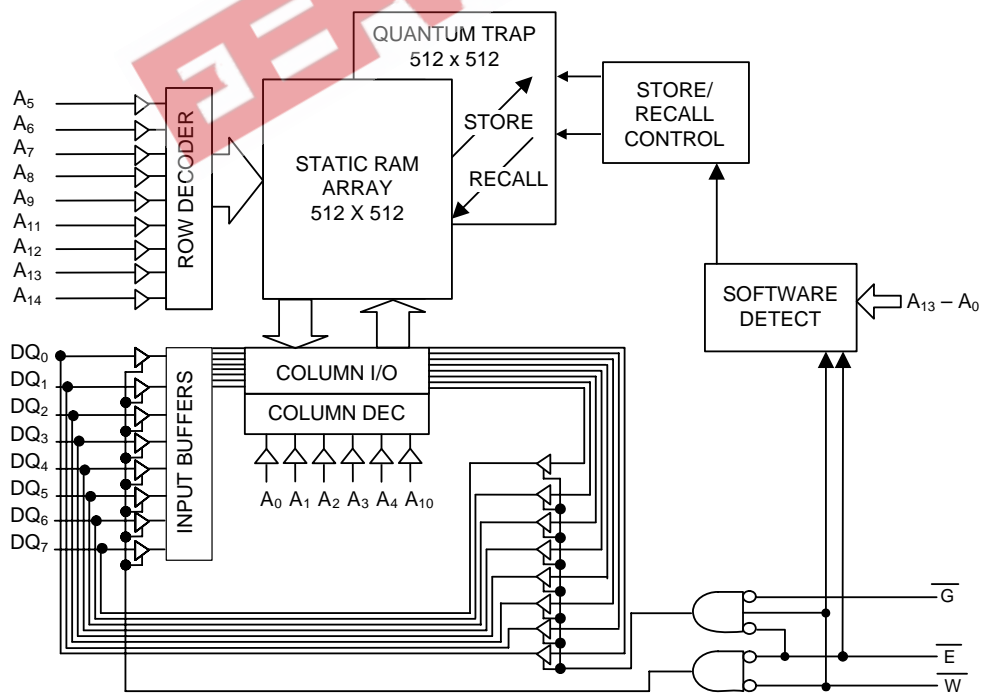 QUANTUM TRAP
512 x 512
STORE/
RECALL
CONTROL
STORE
RECALL
STATIC RAM
ARRAY
512 X 512
A5
A6
A7
A8
A9
A11
A12
A13
A14
ROW DECODER
SOFTWARE
DETECT
A13 – A0
DQ0
DQ1
DQ2
DQ3
DQ4
DQ5
DQ6
DQ7
INPUT BUFFERS
COLUMN I/O
COLUMN DEC
A0 A1 A2 A3 A4 A10
G
E
W